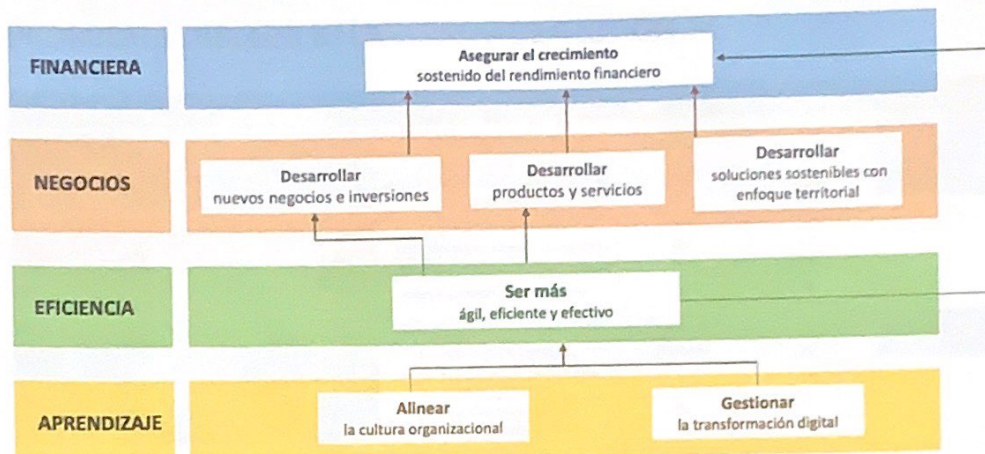 FINANCIERA
Asegurar el crecimiento
sostenido del rendimiento financiero
NEGOCIOS
Desarrollar
nuevos negocios e inversiones
Desarrollar
productos y servicios
Desarrollar
soluciones sostenibles con
enfoque territorial
EFICIENCIA
Ser más
ágil, eficiente y efectivo
APRENDIZAJE
Alinear
la cultura organizacional
Gestionar
la transformación digital